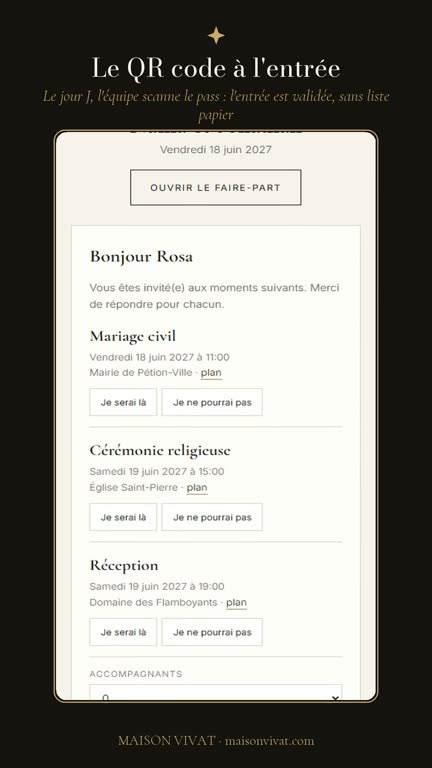 Le QR code à l'entrée
Le jour J, l'équipe scanne le pass : l'entrée est validée, sans liste
papier
Vendredi 18 juin 2027
OUVRIR LE FAIRE-PART
Bonjour Rosa
Vous êtes invité(e) aux moments suivants. Merci
de répondre pour chacun.
Mariage civil
Vendredi 18 juin 2027 à 11:00
Mairie de Pétion-Ville · plan
Je serai là Je ne pourrai pas
Cérémonie religieuse
Samedi 19 juin 2027 à 15:00
Église Saint-Pierre · plan
Je serai là Je ne pourrai pas
Réception
Samedi 19 juin 2027 à 19:00
Domaine des Flamboyants · plan
Je serai là Je ne pourrai pas
ACCOMPAGNANTS
0
MAISON VIVAT · maisonvivat.com